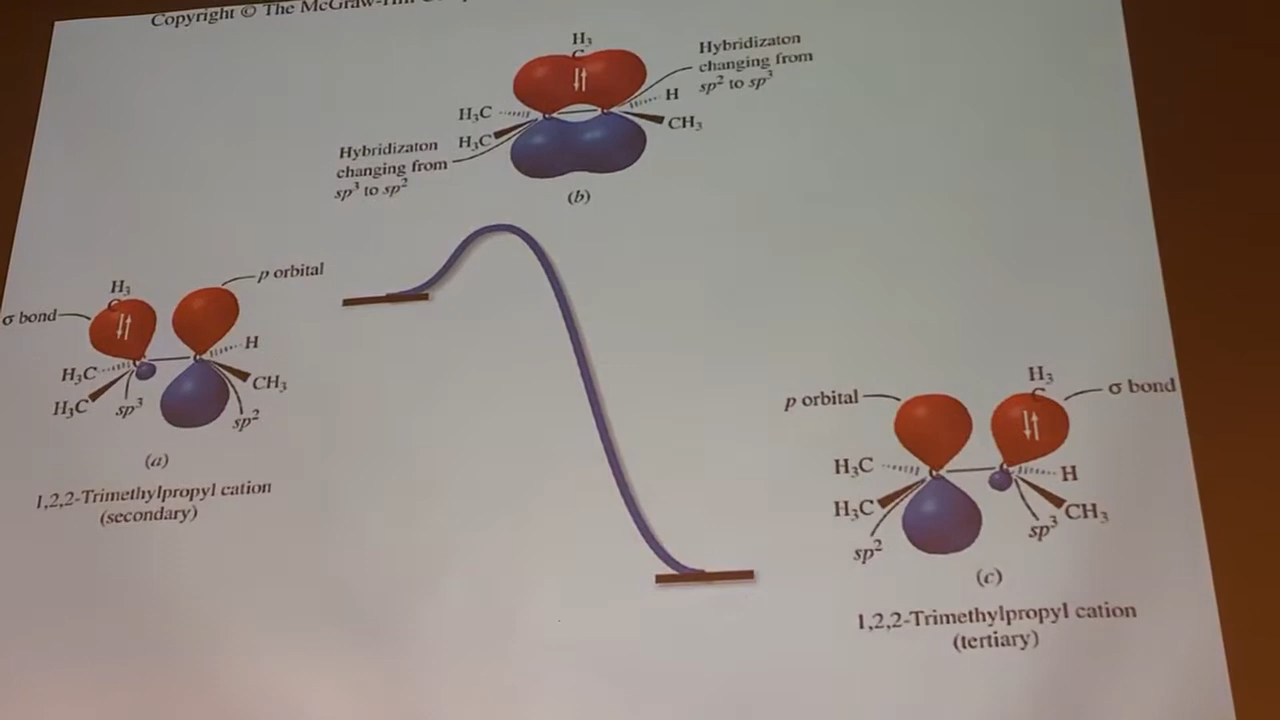 Copyright © The McGraw-Hill
H₃
C
Hybridizaton
changing from
sp² to sp³
H₃C
H
H₃C
CH₃
Hybridizaton
changing from
sp³ to sp²
(b)
p orbital
H₃
C
σ bond
C
C
H
H₃C
CH₃
H₃C
sp³
sp²
(a)
1,2,2-Trimethylpropyl cation
(secondary)
H₃
C
σ bond
p orbital
H₃C
C
C
H
H₃C
CH₃
sp²
sp³
(c)
1,2,2-Trimethylpropyl cation
(tertiary)